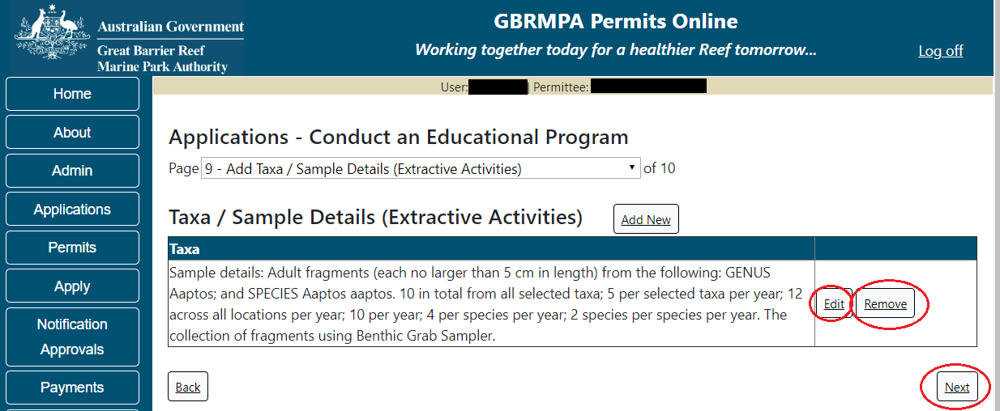 Australian Government
Great Barrier Reef
Marine Park Authority
GBRMPA Permits Online
Working together today for a healthier Reef tomorrow...
Log off
User: | Permittee:
Home
About
Admin
Applications
Permits
Apply
Notification
Approvals
Payments
Applications - Conduct an Educational Program
Page 9 - Add Taxa / Sample Details (Extractive Activities) of 10
Taxa / Sample Details (Extractive Activities) Add New
Taxa
Sample details: Adult fragments (each no larger than 5 cm in length) from the following: GENUS
Aaptos; and SPECIES Aaptos aaptos. 10 in total from all selected taxa; 5 per selected taxa per year; 12
across all locations per year; 10 per year; 4 per species per year; 2 species per species per year. The
collection of fragments using Benthic Grab Sampler.
Edit Remove
Back Next